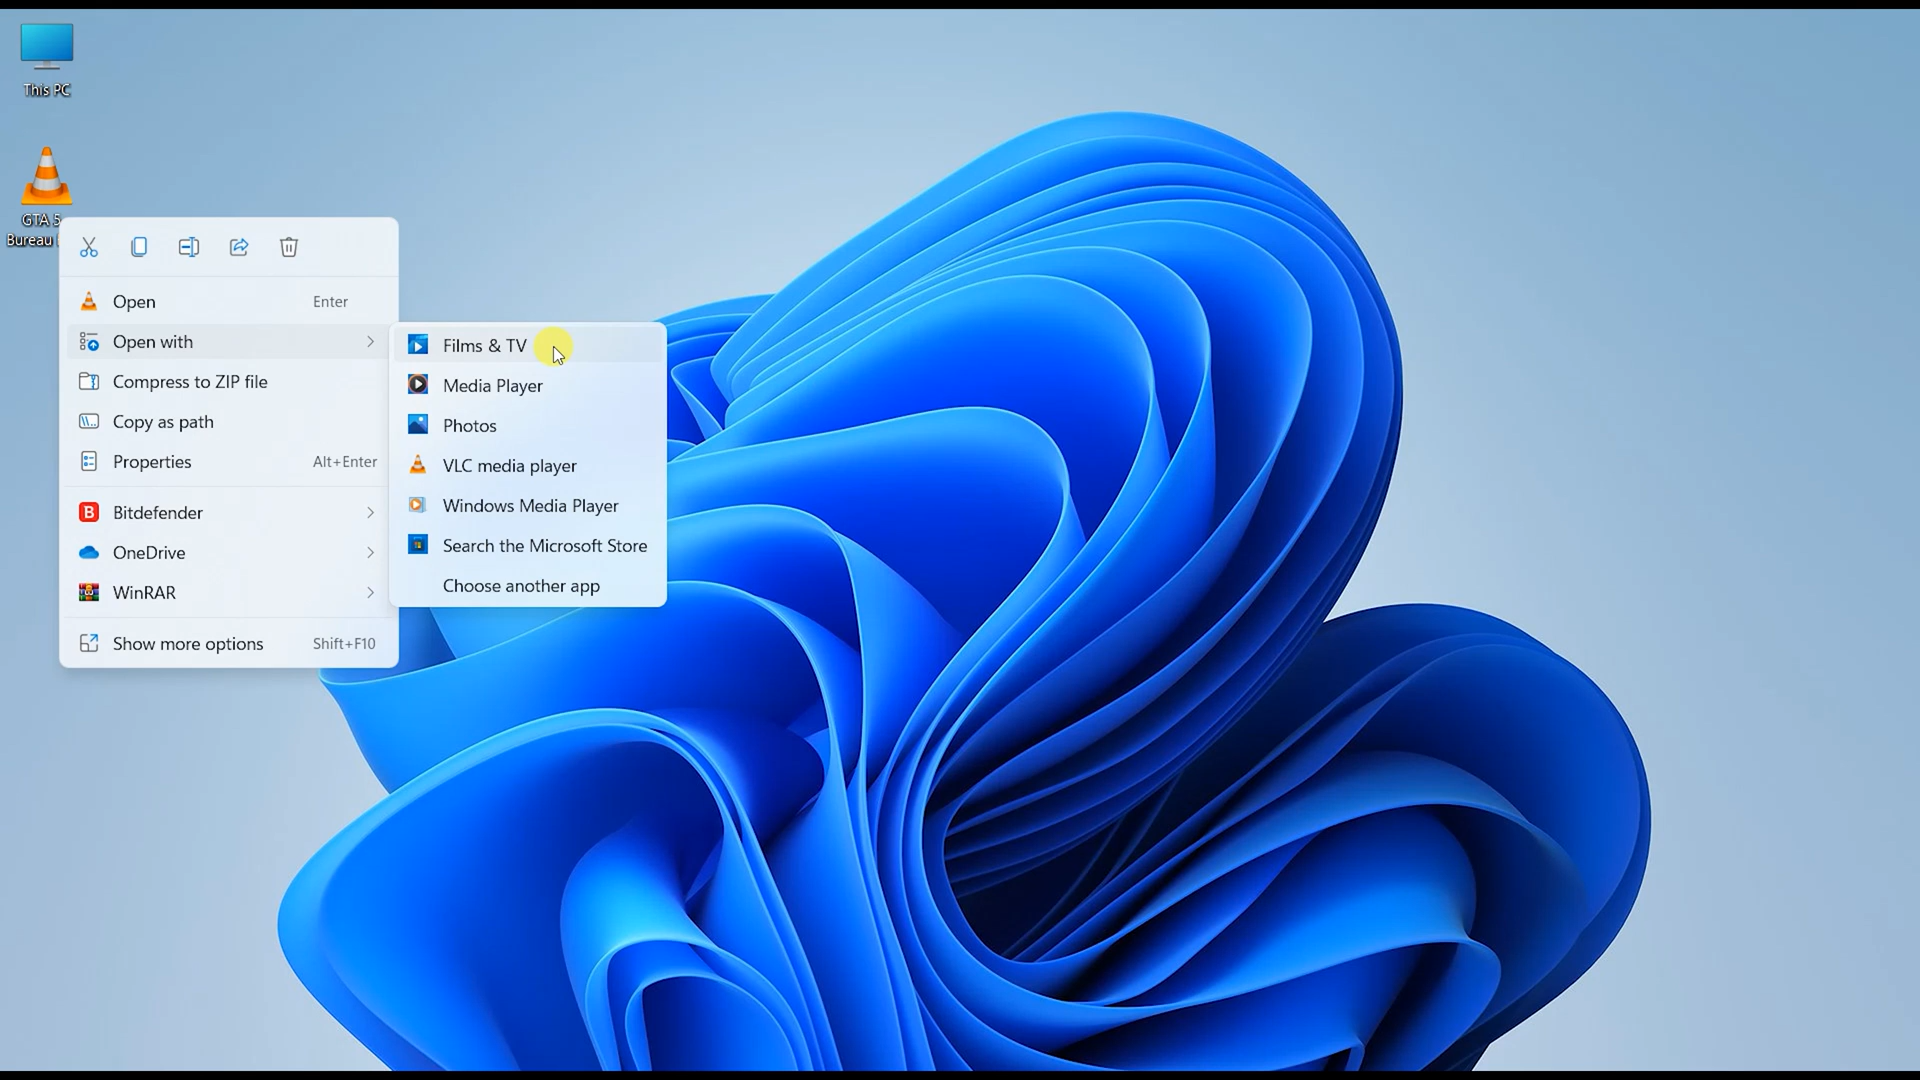 This PC
GTA 5
Bureau
Open Enter
Open with
Compress to ZIP file
Copy as path
Properties Alt+Enter
Bitdefender
OneDrive
WinRAR
Show more options Shift+F10
Films & TV
Media Player
Photos
VLC media player
Windows Media Player
Search the Microsoft Store
Choose another app